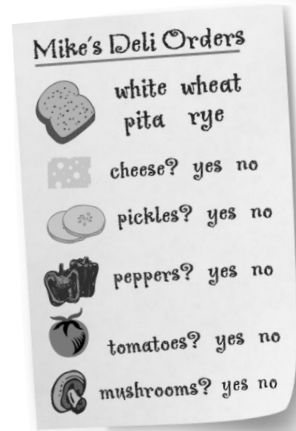 Mike's Deli Orders
white wheat
pita rye
cheese? yes no
pickles? yes no
peppers? yes no
tomatoes? yes no
mushrooms? yes no